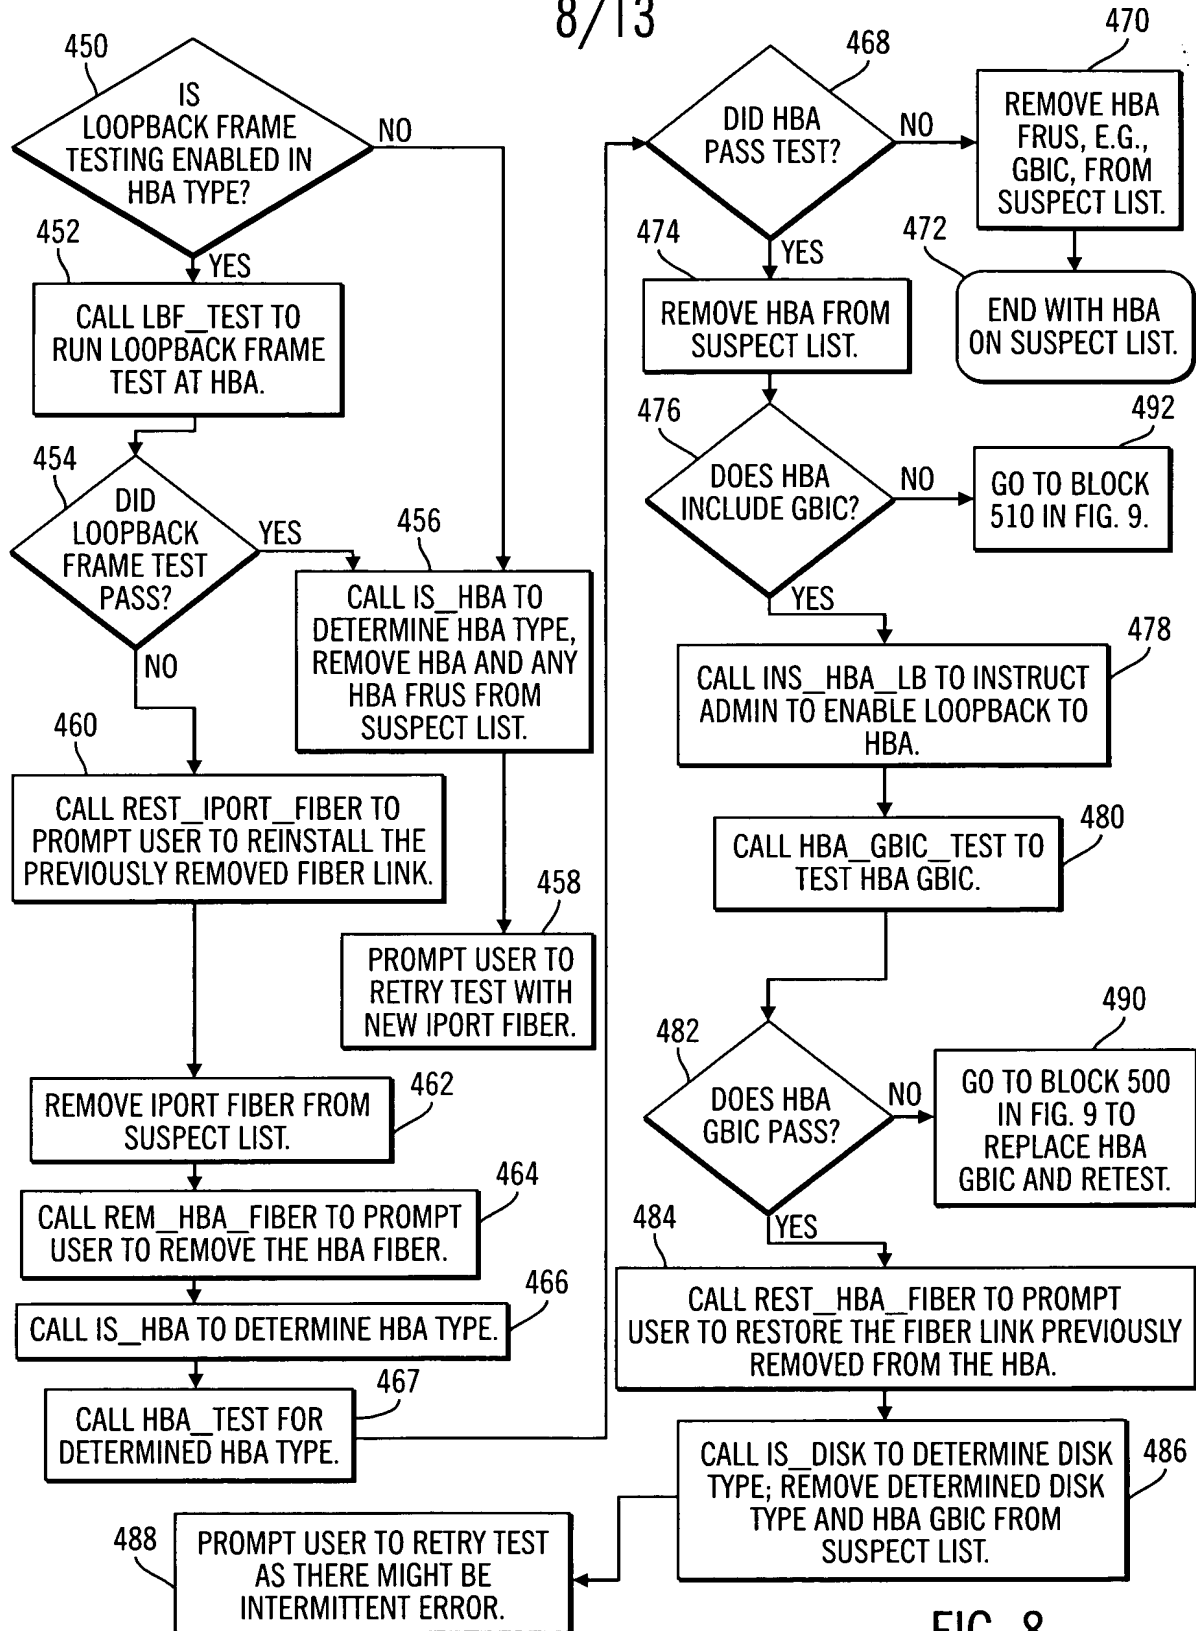 8/13
450
IS
LOOPBACK FRAME
TESTING ENABLED IN
HBA TYPE?
NO
YES
452
CALL LBF_TEST TO
RUN LOOPBACK FRAME
TEST AT HBA.
454
DID
LOOPBACK
FRAME TEST
PASS?
YES
NO
456
CALL IS_HBA TO
DETERMINE HBA TYPE,
REMOVE HBA AND ANY
HBA FRUS FROM
SUSPECT LIST.
458
PROMPT USER TO
RETRY TEST WITH
NEW IPORT FIBER.
460
CALL REST_IPORT_FIBER TO
PROMPT USER TO REINSTALL THE
PREVIOUSLY REMOVED FIBER LINK.
462
REMOVE IPORT FIBER FROM
SUSPECT LIST.
464
CALL REM_HBA_FIBER TO PROMPT
USER TO REMOVE THE HBA FIBER.
466
CALL IS_HBA TO DETERMINE HBA TYPE.
467
CALL HBA_TEST FOR
DETERMINED HBA TYPE.
468
DID HBA
PASS TEST?
NO
YES
470
REMOVE HBA
FRUS, E.G.,
GBIC, FROM
SUSPECT LIST.
472
END WITH HBA
ON SUSPECT LIST.
474
REMOVE HBA FROM
SUSPECT LIST.
476
DOES HBA
INCLUDE GBIC?
NO
YES
492
GO TO BLOCK
510 IN FIG. 9.
478
CALL INS_HBA_LB TO INSTRUCT
ADMIN TO ENABLE LOOPBACK TO
HBA.
480
CALL HBA_GBIC_TEST TO
TEST HBA GBIC.
482
DOES HBA
GBIC PASS?
NO
YES
490
GO TO BLOCK 500
IN FIG. 9 TO
REPLACE HBA
GBIC AND RETEST.
484
CALL REST_HBA_FIBER TO PROMPT
USER TO RESTORE THE FIBER LINK PREVIOUSLY
REMOVED FROM THE HBA.
486
CALL IS_DISK TO DETERMINE DISK
TYPE; REMOVE DETERMINED DISK
TYPE AND HBA GBIC FROM
SUSPECT LIST.
488
PROMPT USER TO RETRY TEST
AS THERE MIGHT BE
INTERMITTENT ERROR.
FIG. 8